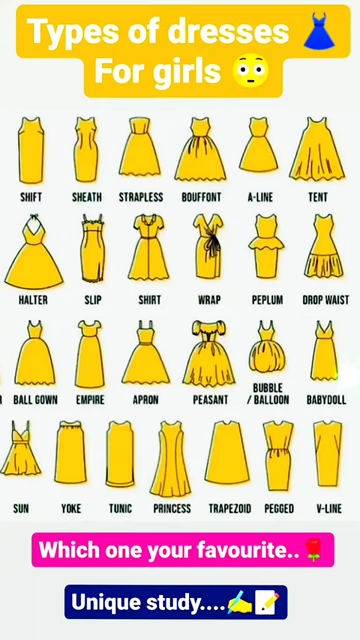 Types of dresses 👗
For girls 😳
SHIFT SHEATH STRAPLESS BOUFFONT A-LINE TENT
HALTER SLIP SHIRT WRAP PEPLUM DROP WAIST
BALL GOWN EMPIRE APRON PEASANT BUBBLE / BALLOON BABYDOLL
SUN YOKE TUNIC PRINCESS TRAPEZOID PEGGED V-LINE
Which one your favourite..🌹
Unique study....✍️📝